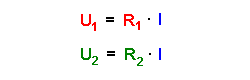 U₁ = R₁ · I
U₂ = R₂ · I